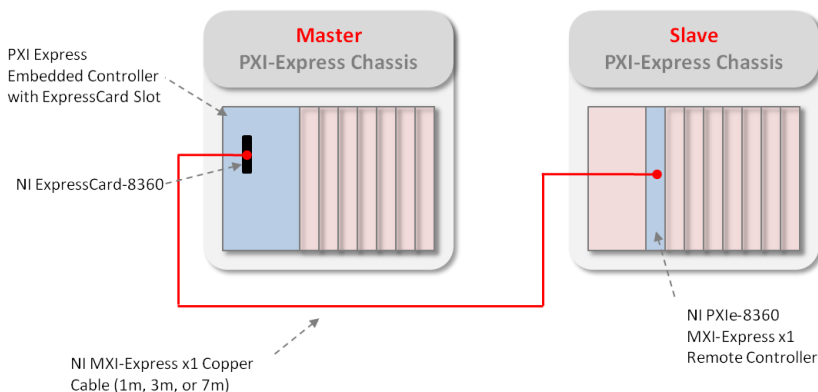 Master
PXI-Express Chassis
Slave
PXI-Express Chassis
PXI Express
Embedded Controller
with ExpressCard Slot
NI ExpressCard-8360
NI PXIe-8360
MXI-Express x1
Remote Controller
NI MXI-Express x1 Copper
Cable (1m, 3m, or 7m)